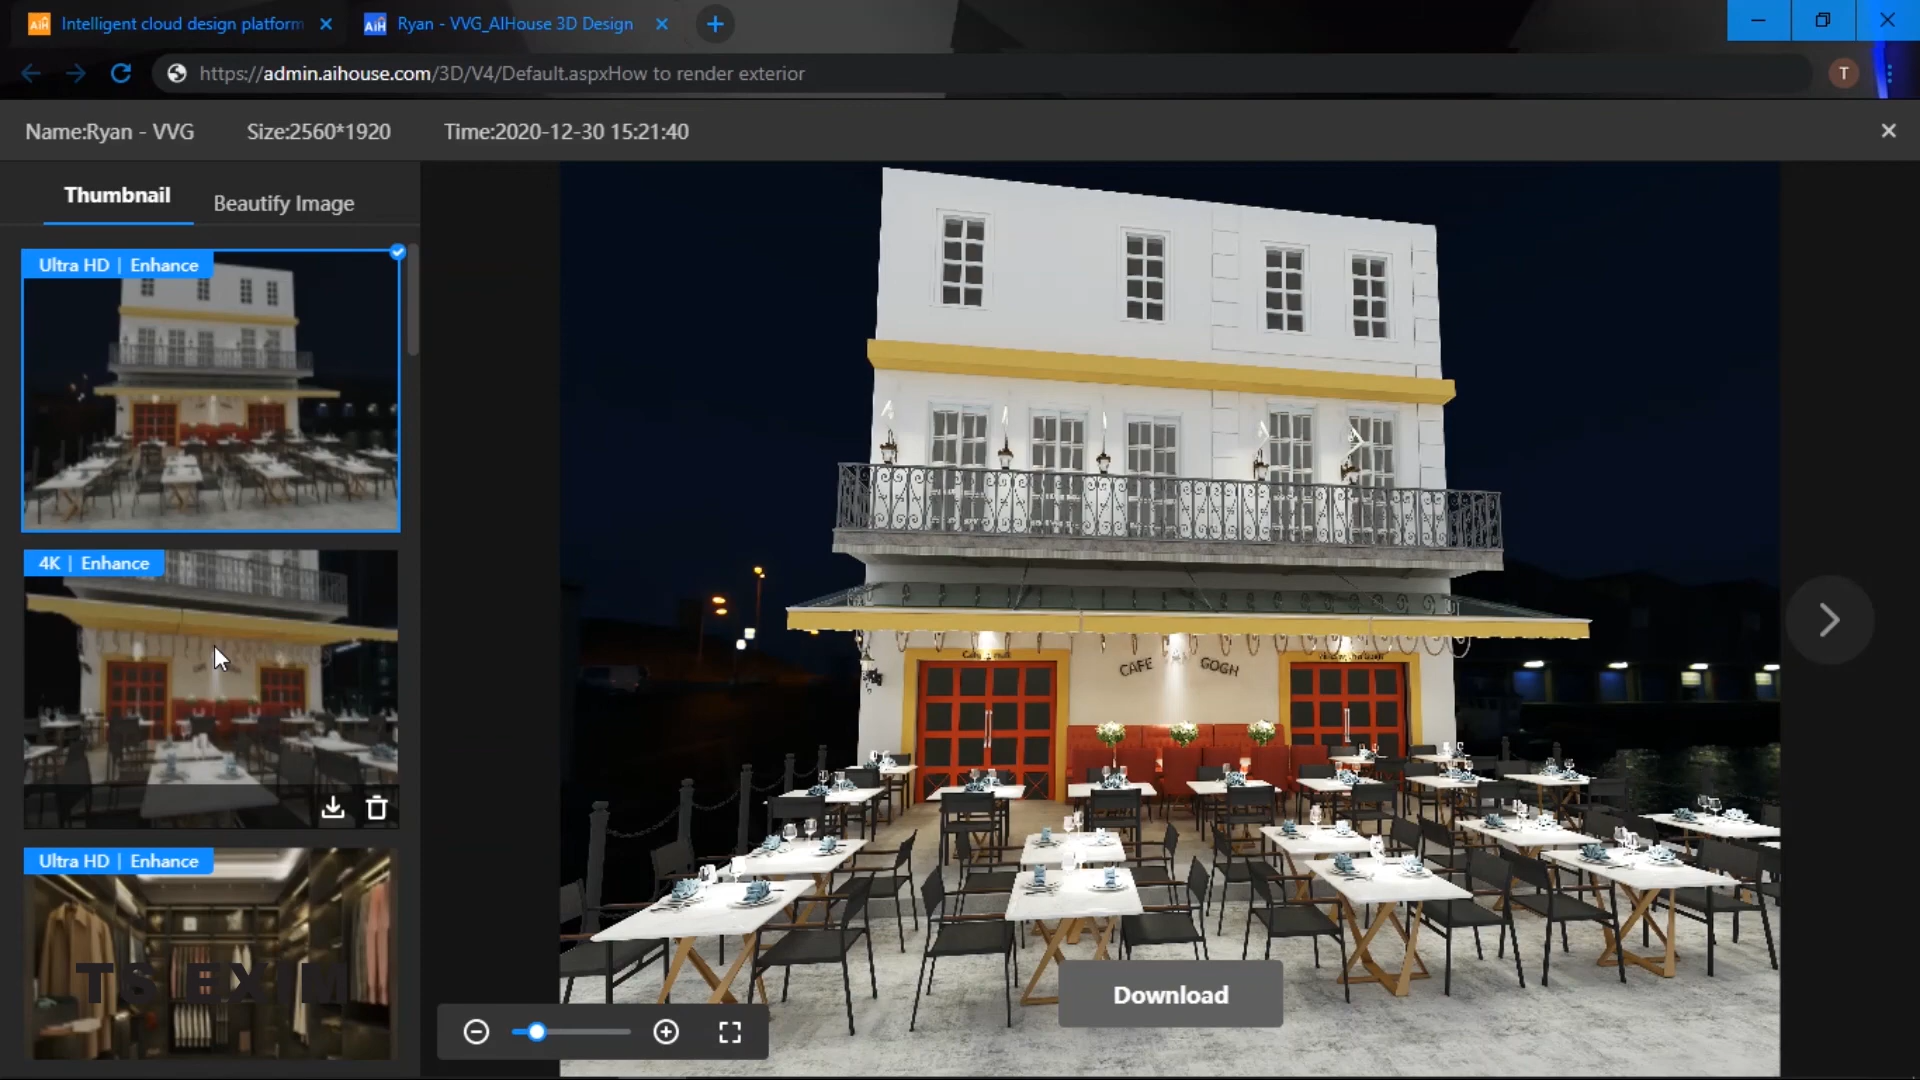 Intelligent cloud design platform
Ryan - VVG_AIHouse 3D Design
https://admin.aihouse.com/3D/V4/Default.aspxHow to render exterior
T
Name:Ryan - VVG
Size:2560*1920
Time:2020-12-30 15:21:40
Thumbnail
Beautify Image
Ultra HD | Enhance
4K | Enhance
Ultra HD | Enhance
TS EXIM
CAFE GOGH
Download